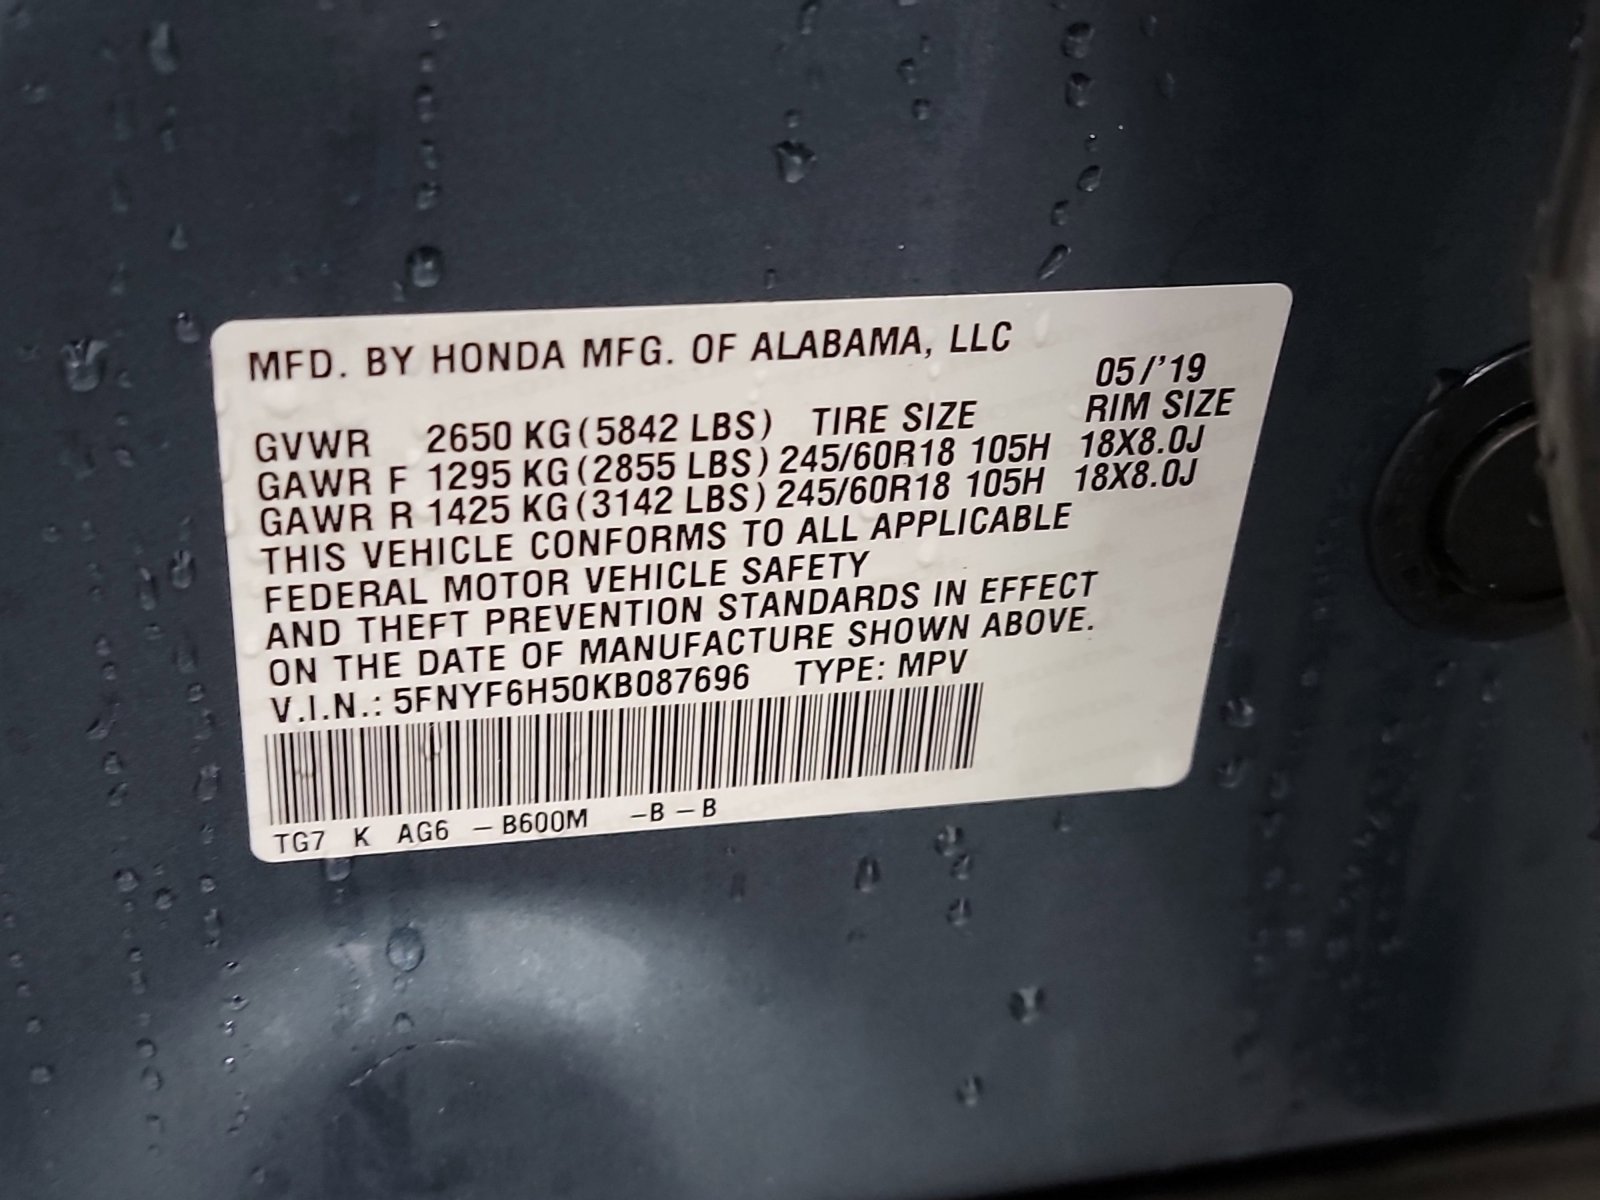 MFD. BY HONDA MFG. OF ALABAMA, LLC
05/'19
GVWR 2650 KG(5842 LBS) TIRE SIZE RIM SIZE
GAWR F 1295 KG(2855 LBS) 245/60R18 105H 18X8.0J
GAWR R 1425 KG(3142 LBS) 245/60R18 105H 18X8.0J
THIS VEHICLE CONFORMS TO ALL APPLICABLE
FEDERAL MOTOR VEHICLE SAFETY
AND THEFT PREVENTION STANDARDS IN EFFECT
ON THE DATE OF MANUFACTURE SHOWN ABOVE.
V.I.N.: 5FNYF6H50KB087696 TYPE: MPV
TG7 K AG6 – B600M –B – B